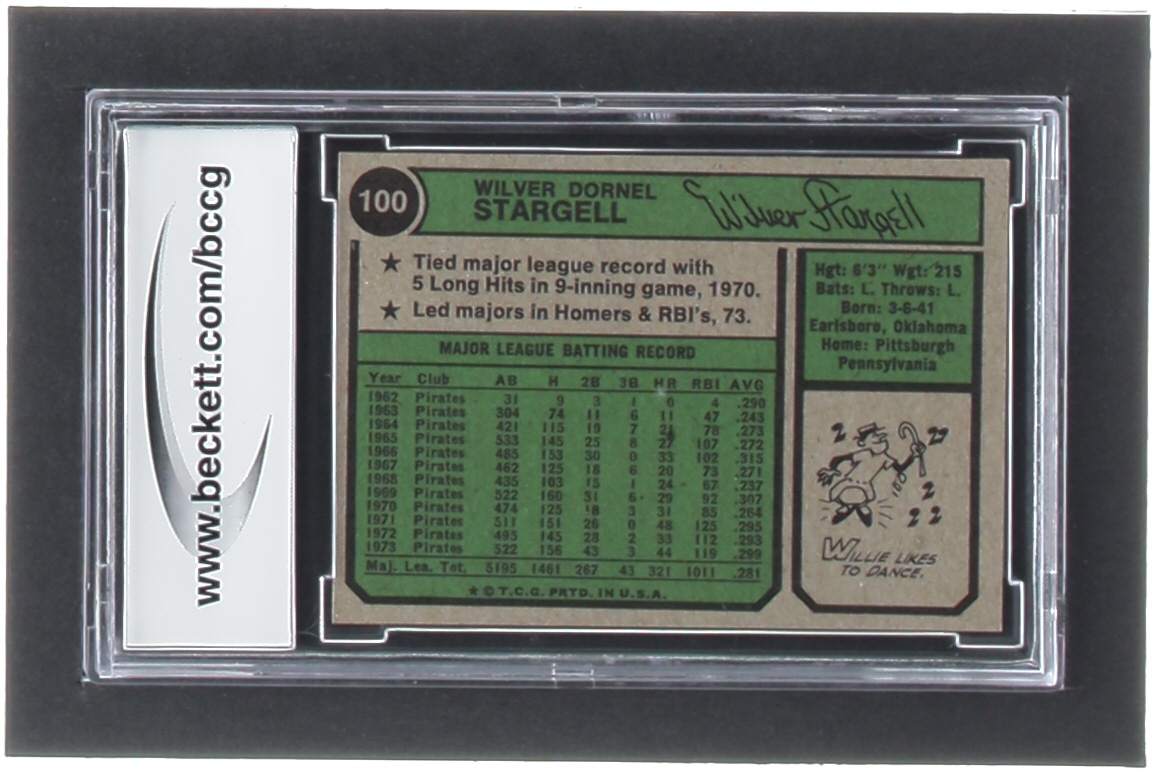 www.beckett.com/bccg
100
WILVER DORNEL
STARGELL
Wilver Stargell
★ Tied major league record with
5 Long Hits in 9-inning game, 1970.
★ Led majors in Homers & RBI's, 73.
Hgt: 6'3" Wgt: 215
Bats: L. Throws: L.
Born: 3-6-41
Earlsboro, Oklahoma
Home: Pittsburgh
Pennsylvania
MAJOR LEAGUE BATTING RECORD
Year Club AB H 2B 3B HR RBI AVG
1962 Pirates 31 9 3 1 0 4 .290
1963 Pirates 304 74 11 6 11 47 .243
1964 Pirates 421 115 19 7 21 78 .273
1965 Pirates 533 145 25 8 27 107 .272
1966 Pirates 485 153 30 0 33 102 .315
1967 Pirates 462 125 18 6 20 73 .271
1968 Pirates 435 103 15 1 24 67 .237
1969 Pirates 522 160 31 6 29 92 .307
1970 Pirates 474 125 18 3 31 85 .264
1971 Pirates 511 151 26 0 48 125 .295
1972 Pirates 495 145 28 2 33 112 .293
1973 Pirates 522 156 43 3 44 119 .299
Maj. Lea. Tot. 5195 1461 267 43 321 1011 .281
★ © T.C.G. PRTD. IN U.S.A.
WILLIE LIKES
TO DANCE.